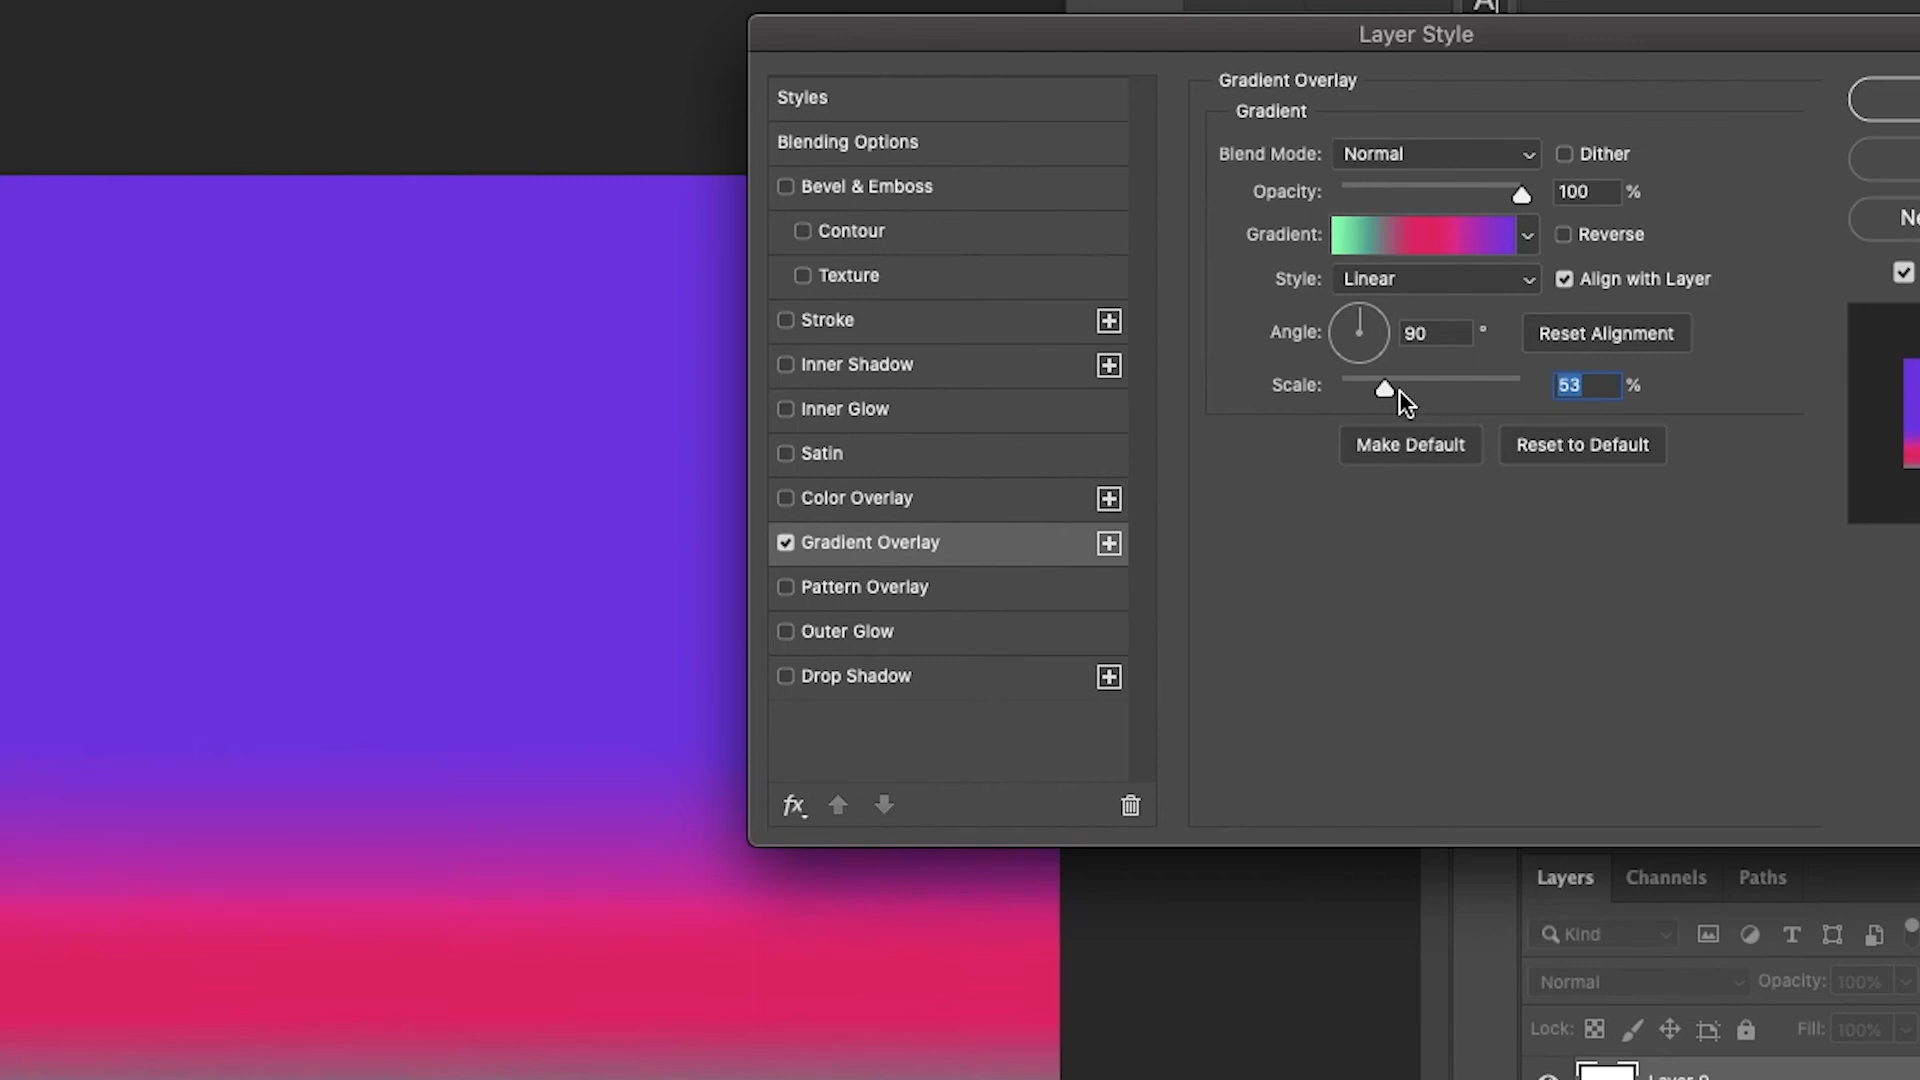 A
Layer Style
Styles
Blending Options
Bevel & Emboss
Contour
Texture
Stroke
Inner Shadow
Inner Glow
Satin
Color Overlay
Gradient Overlay
Pattern Overlay
Outer Glow
Drop Shadow
fx
Gradient Overlay
Gradient
Blend Mode: Normal Dither
Opacity: 100 %
Gradient: Reverse
Style: Linear Align with Layer
Angle: 90 ° Reset Alignment
Scale: 53 %
Make Default Reset to Default
Layers Channels Paths
Kind T
Normal Opacity: 100%
Lock: Fill: 100%